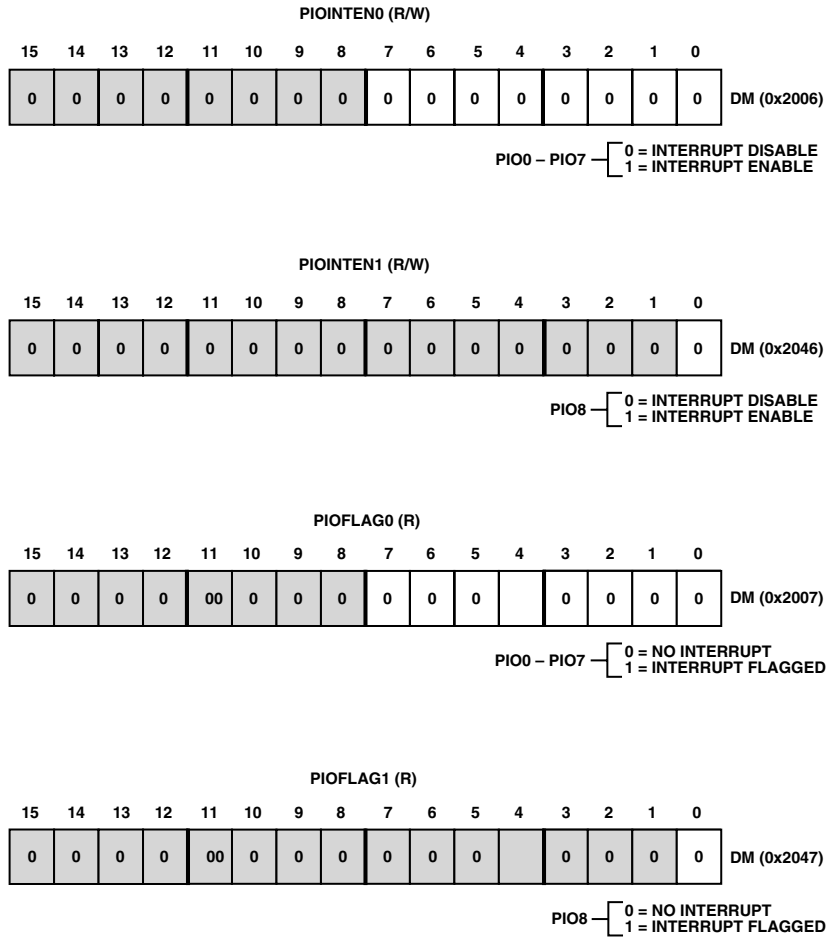 PIOINTEN0 (R/W)
15 14 13 12 11 10 9 8 7 6 5 4 3 2 1 0
0 0 0 0 0 0 0 0 0 0 0 0 0 0 0 0 DM (0x2006)
PIO0 – PIO7 0 = INTERRUPT DISABLE
1 = INTERRUPT ENABLE
PIOINTEN1 (R/W)
15 14 13 12 11 10 9 8 7 6 5 4 3 2 1 0
0 0 0 0 0 0 0 0 0 0 0 0 0 0 0 0 DM (0x2046)
PIO8 0 = INTERRUPT DISABLE
1 = INTERRUPT ENABLE
PIOFLAG0 (R)
15 14 13 12 11 10 9 8 7 6 5 4 3 2 1 0
0 0 0 0 00 0 0 0 0 0 0 0 0 0 0 DM (0x2007)
PIO0 – PIO7 0 = NO INTERRUPT
1 = INTERRUPT FLAGGED
PIOFLAG1 (R)
15 14 13 12 11 10 9 8 7 6 5 4 3 2 1 0
0 0 0 0 00 0 0 0 0 0 0 0 0 0 0 DM (0x2047)
PIO8 0 = NO INTERRUPT
1 = INTERRUPT FLAGGED